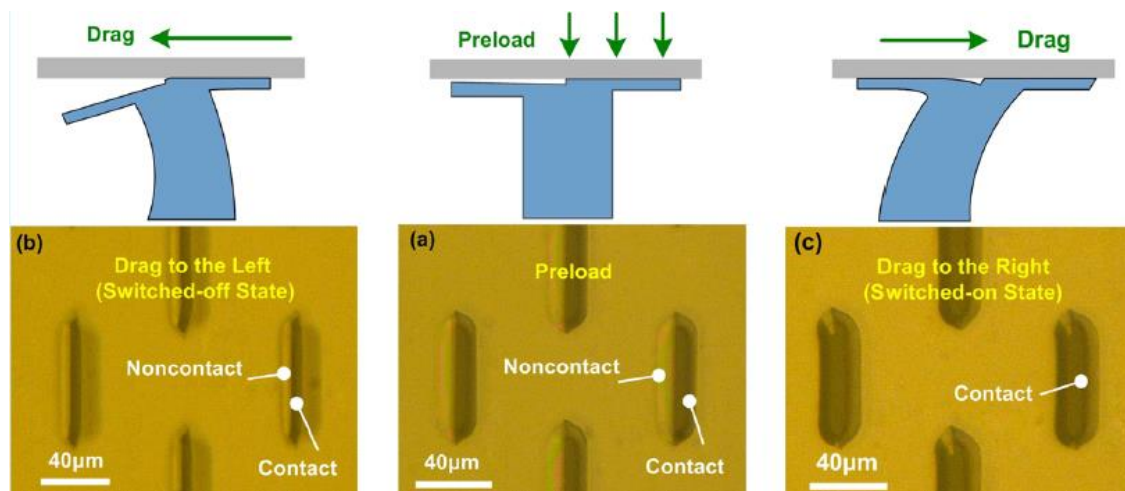 Drag
Preload
Drag
(b)
Drag to the Left
(Switched-off State)
Noncontact
Contact
40µm
(a)
Preload
Noncontact
Contact
40µm
(c)
Drag to the Right
(Switched-on State)
Contact
40µm